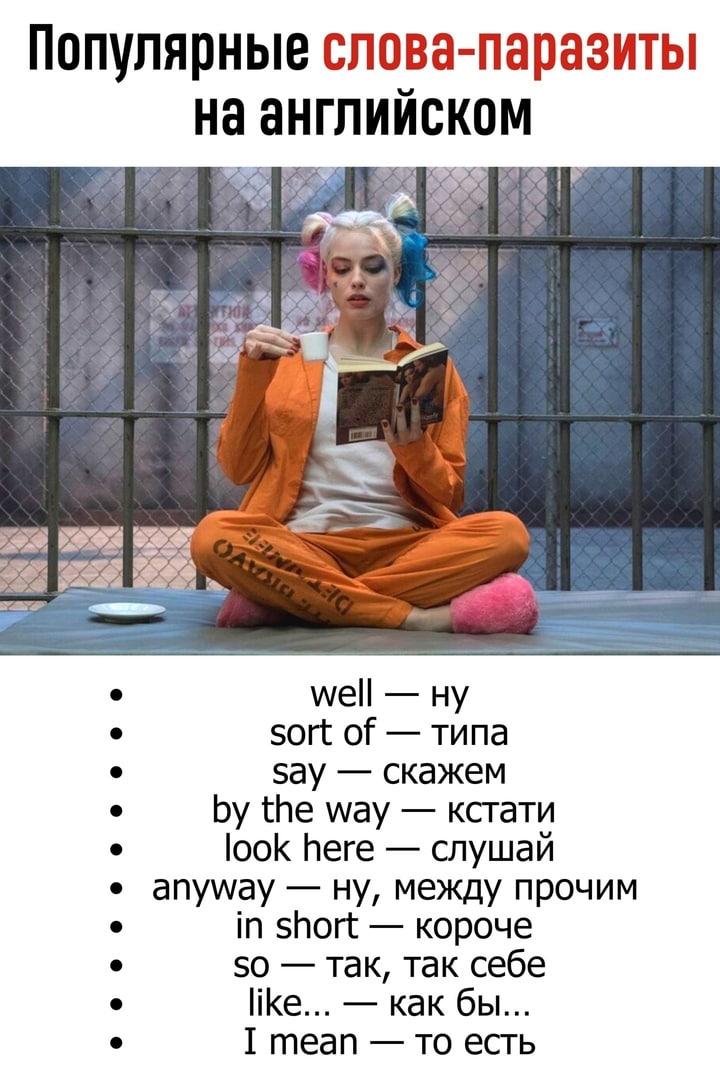 Популярные слова-паразиты
на английском
ATTENTION
• well — ну
• sort of — типа
• say — скажем
• by the way — кстати
• look here — слушай
• anyway — ну, между прочим
• in short — короче
• so — так, так себе
• like... — как бы...
• I mean — то есть